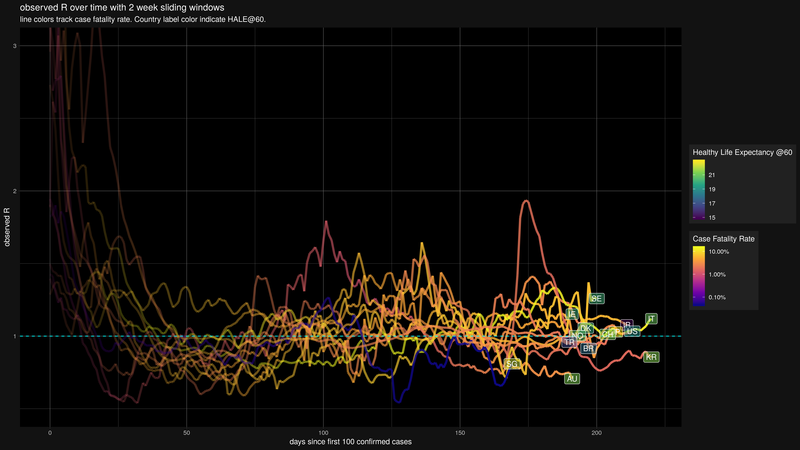 observed R over time with 2 week sliding windows
line colors track case fatality rate. Country label color indicate HALE@60.
3
2
1
observed R
0
50
100
150
200
days since first 100 confirmed cases
BE
IE
IT
DK
US
CH
TR
BR
KR
SG
AU
Healthy Life Expectancy @60
21
19
17
15
Case Fatality Rate
10.00%
1.00%
0.10%